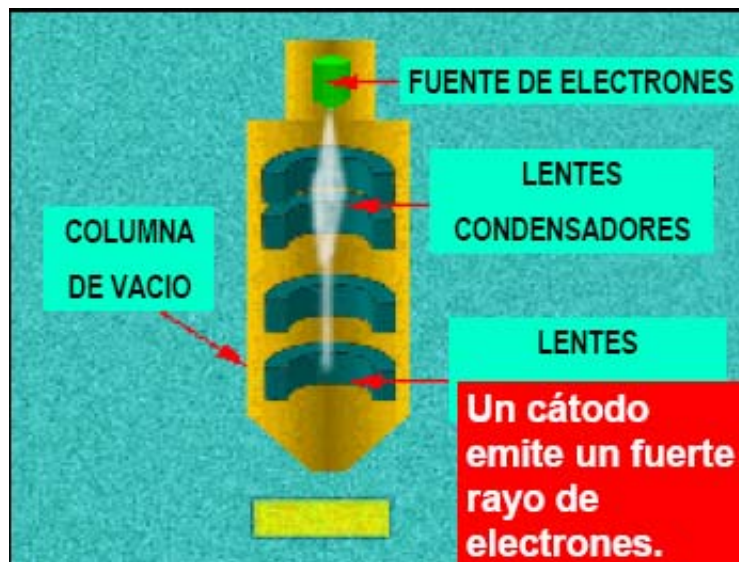 FUENTE DE ELECTRONES
LENTES
CONDENSADORES
COLUMNA
DE VACIO
LENTES
Un cátodo
emite un fuerte
rayo de
electrones.